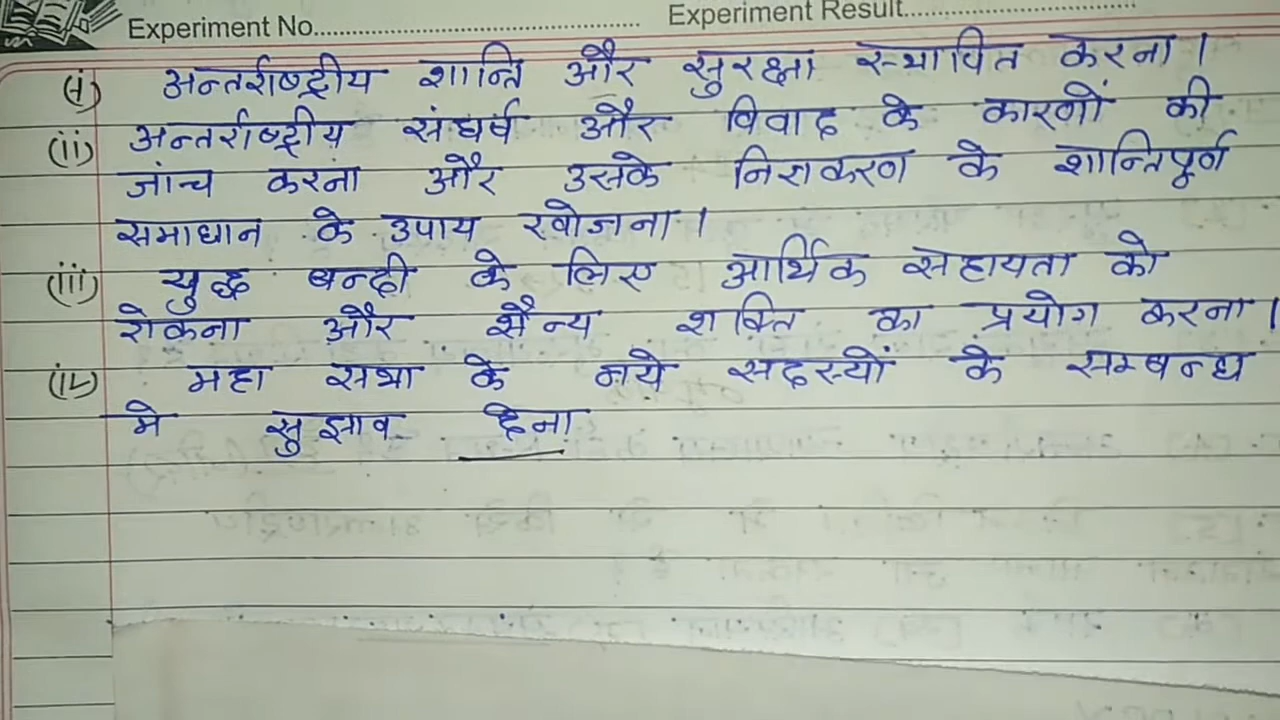 Experiment No............ Experiment Result............
(i) अन्तर्राष्ट्रीय शान्ति और सुरक्षा स्थापित करना।
(ii) अन्तर्राष्ट्रीय संघर्ष और विवाद के कारणों की
जांच करना और उसके निराकरण के शान्तिपूर्ण
समाधान के उपाय खोजना।
(iii) युद्ध बन्दी के लिए आर्थिक सहायता को
रोकना और सैन्य शक्ति का प्रयोग करना।
(iv) महा सभा के नये सदस्यों के सम्बन्ध
मे सुझाव देना